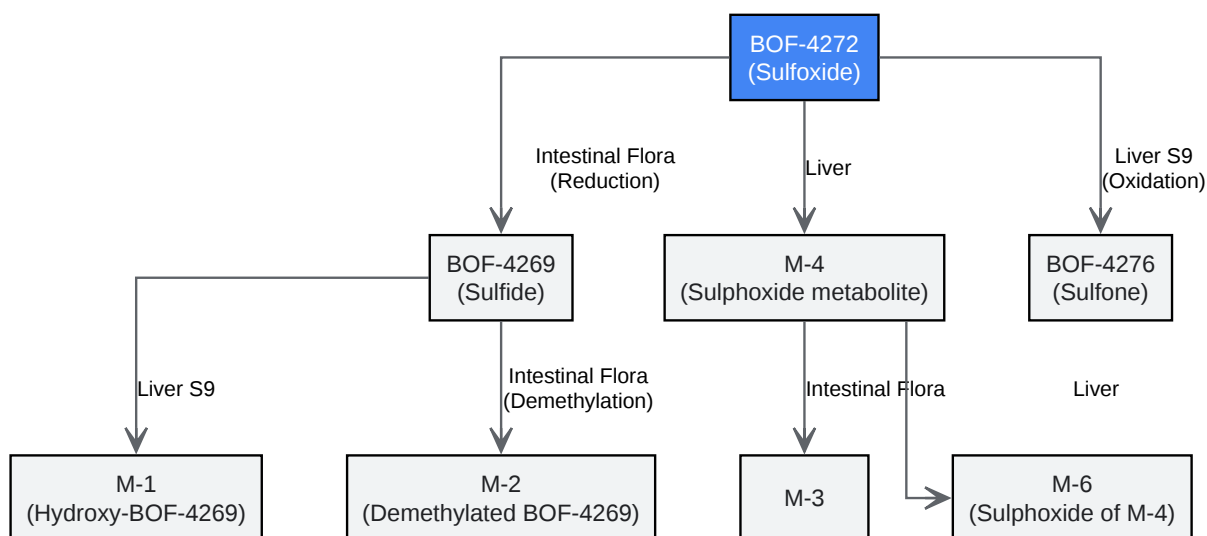 BOF-4272
(Sulfoxide)
Intestinal Flora
(Reduction)
Liver
Liver S9
(Oxidation)
BOF-4269
(Sulfide)
M-4
(Sulphoxide metabolite)
BOF-4276
(Sulfone)
Liver S9
Intestinal Flora
(Demethylation)
Intestinal Flora
Liver
M-1
(Hydroxy-BOF-4269)
M-2
(Demethylated BOF-4269)
M-3
M-6
(Sulphoxide of M-4)